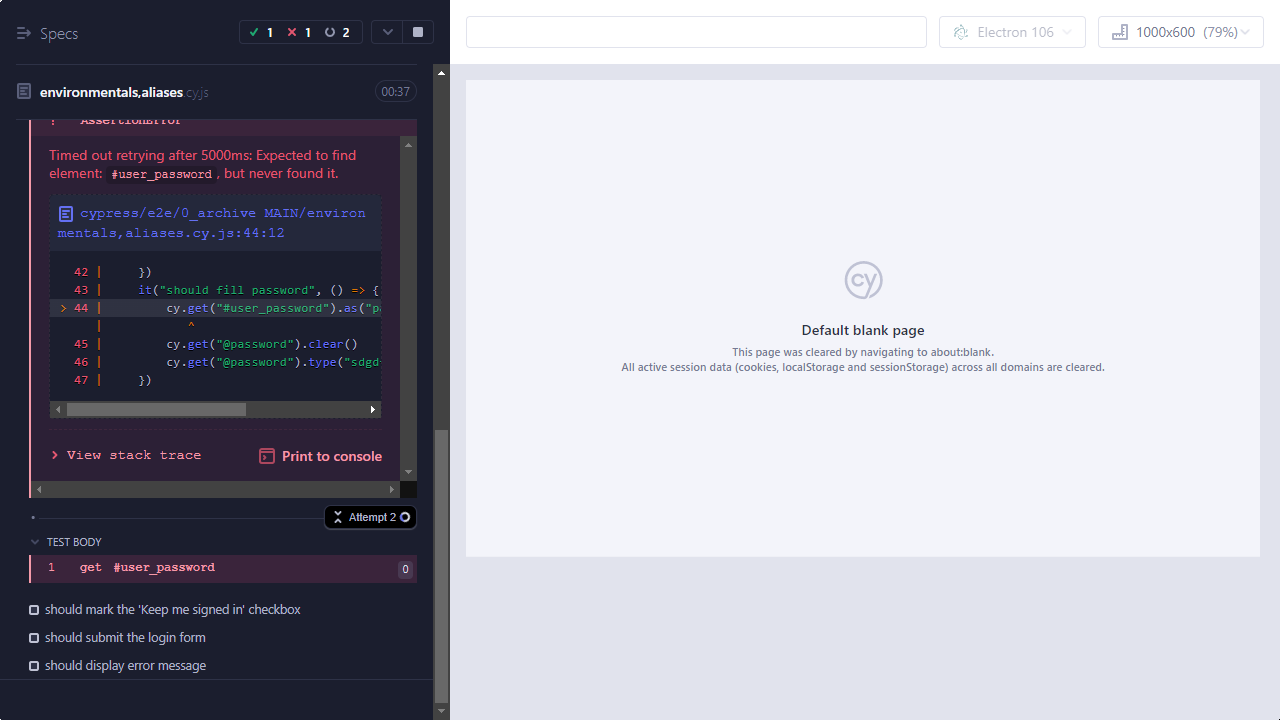 Specs
1 1 2
environmentals,aliases.cy.js
00:37
! AssertionError
Timed out retrying after 5000ms: Expected to find
element: #user_password, but never found it.
cypress/e2e/0_archive MAIN/environ
mentals,aliases.cy.js:44:12
42 | })
43 | it("should fill password", () => {
> 44 | cy.get("#user_password").as("pa
| ^
45 | cy.get("@password").clear()
46 | cy.get("@password").type("sdgd
47 | })
> View stack trace
Print to console
Attempt 2
TEST BODY
1 get #user_password 0
should mark the 'Keep me signed in' checkbox
should submit the login form
should display error message
Electron 106
1000x600 (79%)
cy
Default blank page
This page was cleared by navigating to about:blank.
All active session data (cookies, localStorage and sessionStorage) across all domains are cleared.